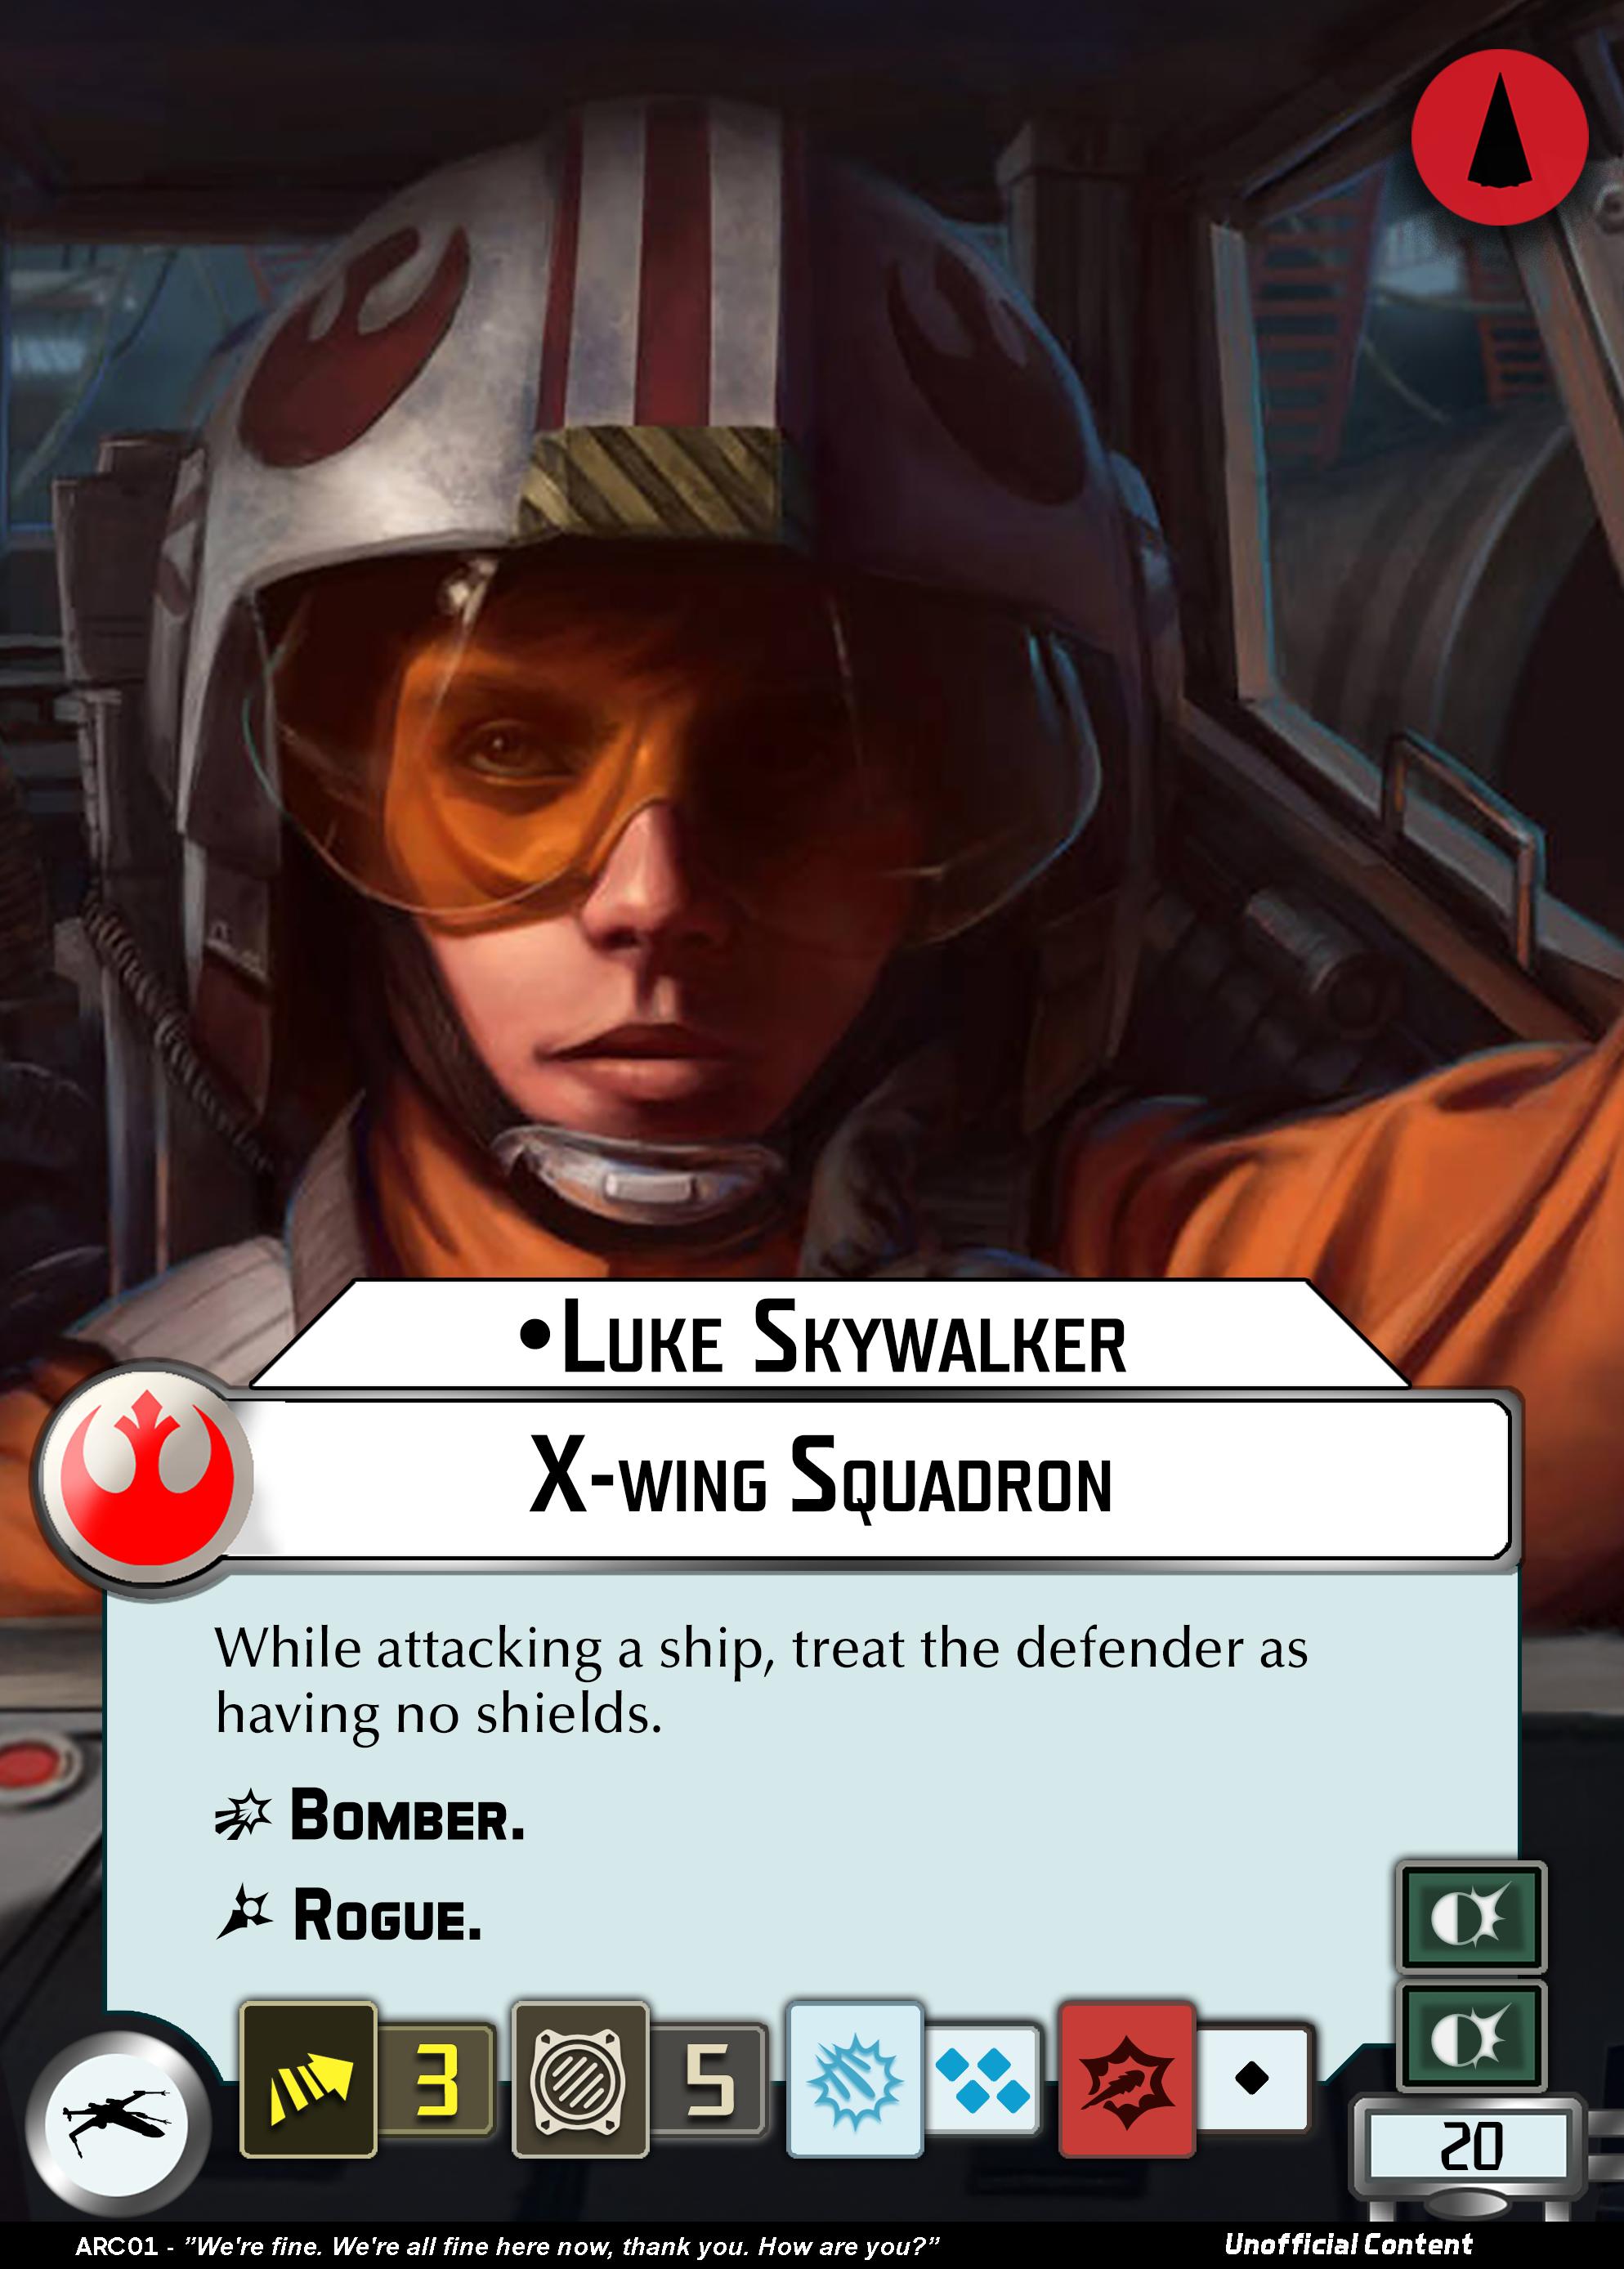 •Luke Skywalker
X-wing Squadron
While attacking a ship, treat the defender as
having no shields.
Bomber.
Rogue.
3 5
20
ARC01 - "We're fine. We're all fine here now, thank you. How are you?" Unofficial Content